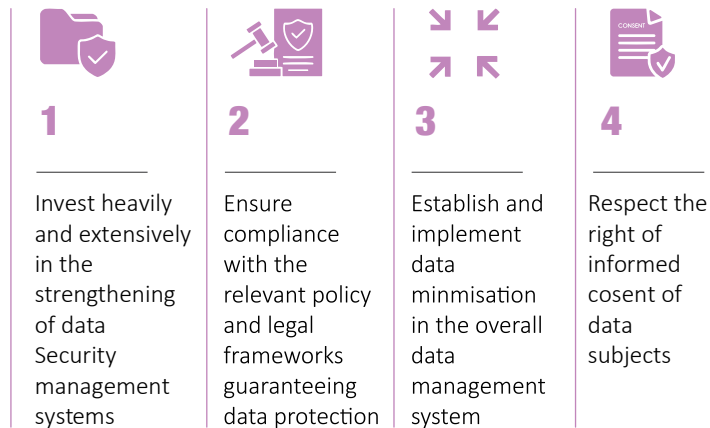 1
Invest heavily
and extensively
in the
strengthening
of data
Security
management
systems
2
Ensure
compliance
with the
relevant policy
and legal
frameworks
guaranteeing
data protection
3
Establish and
implement
data
minmisation
in the overall
data
management
system
CONSENT
4
Respect the
right of
informed
cosent of
data
subjects